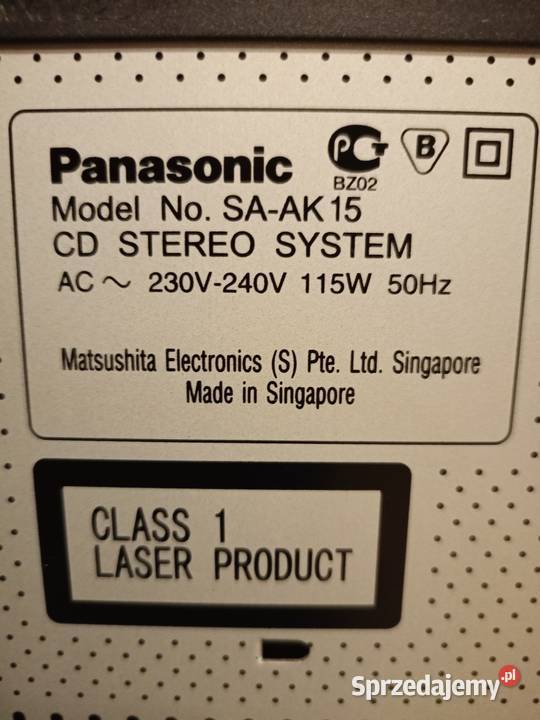 Panasonic
PCT
BZ02
B
Model No. SA-AK15
CD STEREO SYSTEM
AC ~ 230V-240V 115W 50Hz
Matsushita Electronics (S) Pte. Ltd. Singapore
Made in Singapore
CLASS 1
LASER PRODUCT
Sprzedajemy.pl